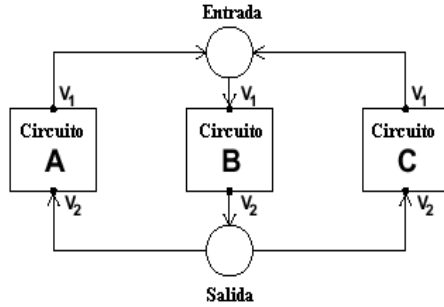 Entrada
V1 V1 V1
Circuito Circuito Circuito
A B C
V2 V2 V2
Salida